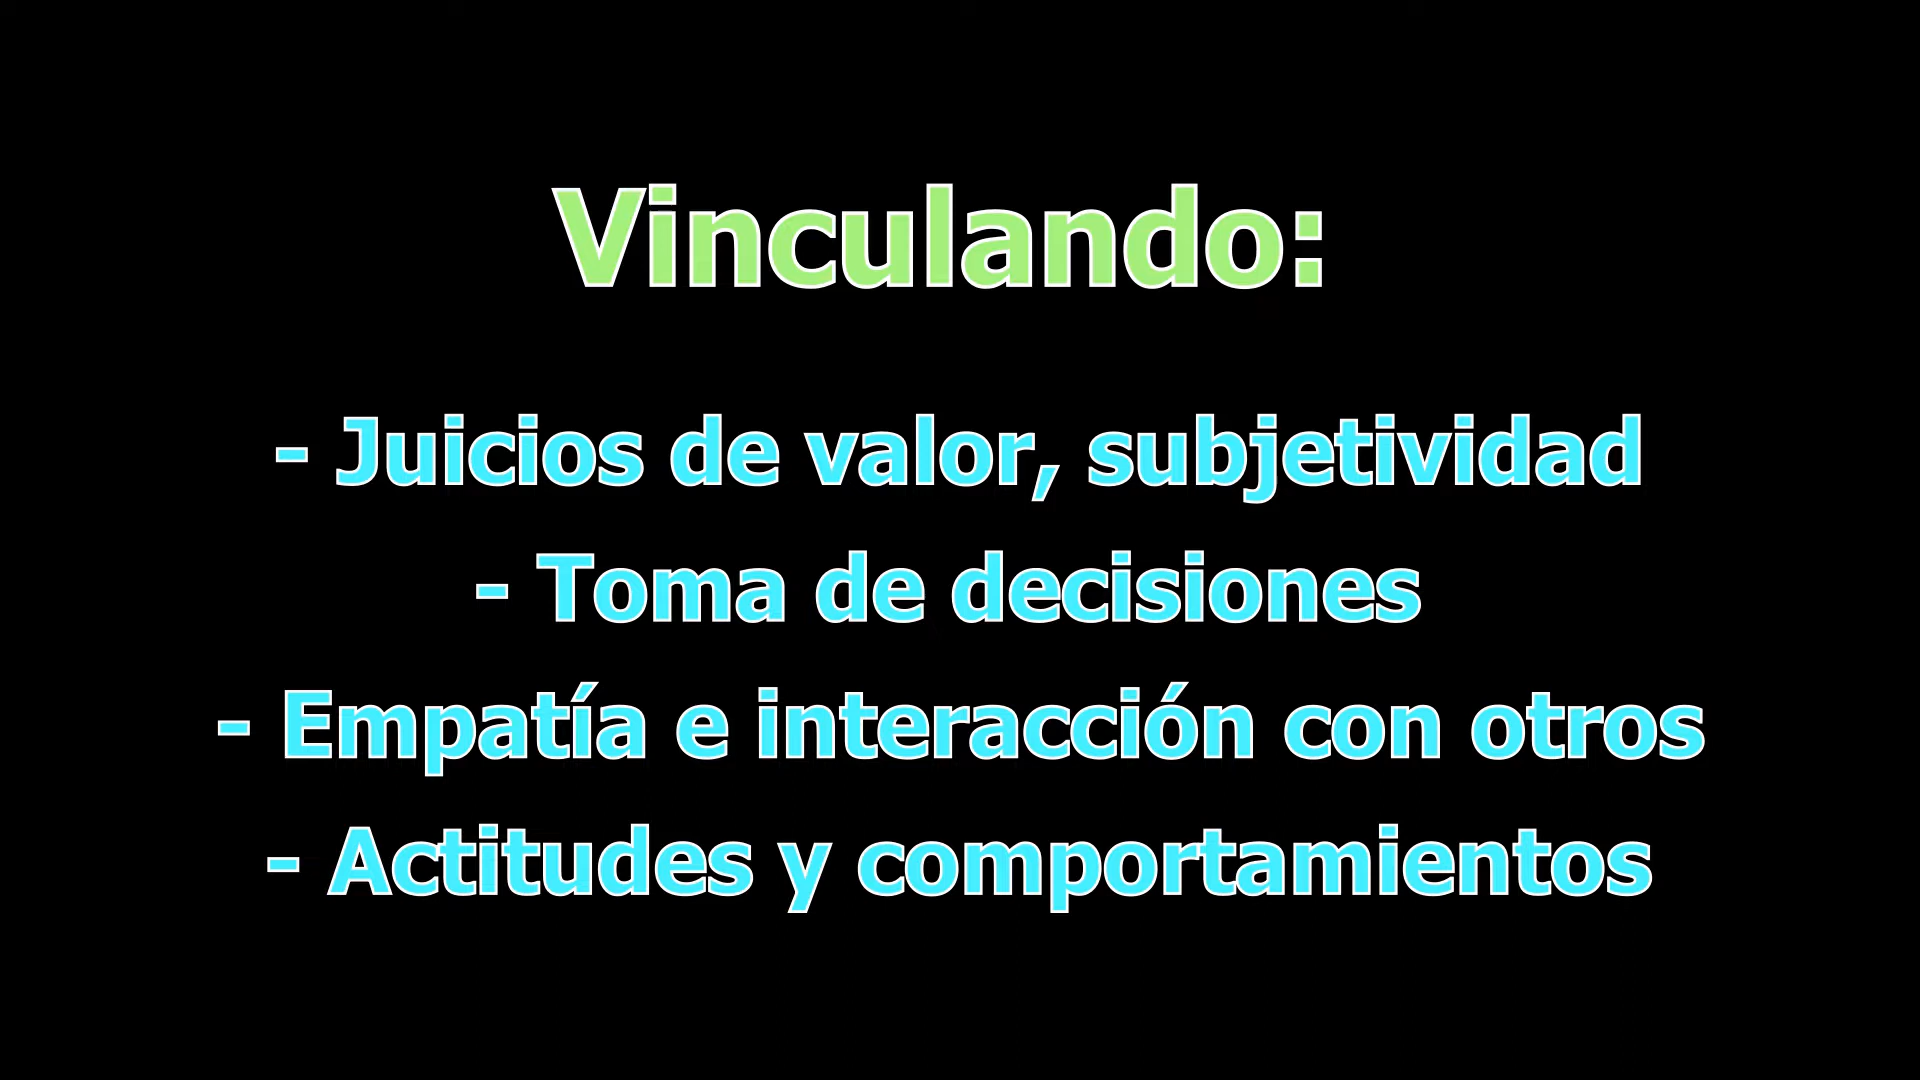 Vinculando:
- Juicios de valor, subjetividad
- Toma de decisiones
- Empatía e interacción con otros
- Actitudes y comportamientos